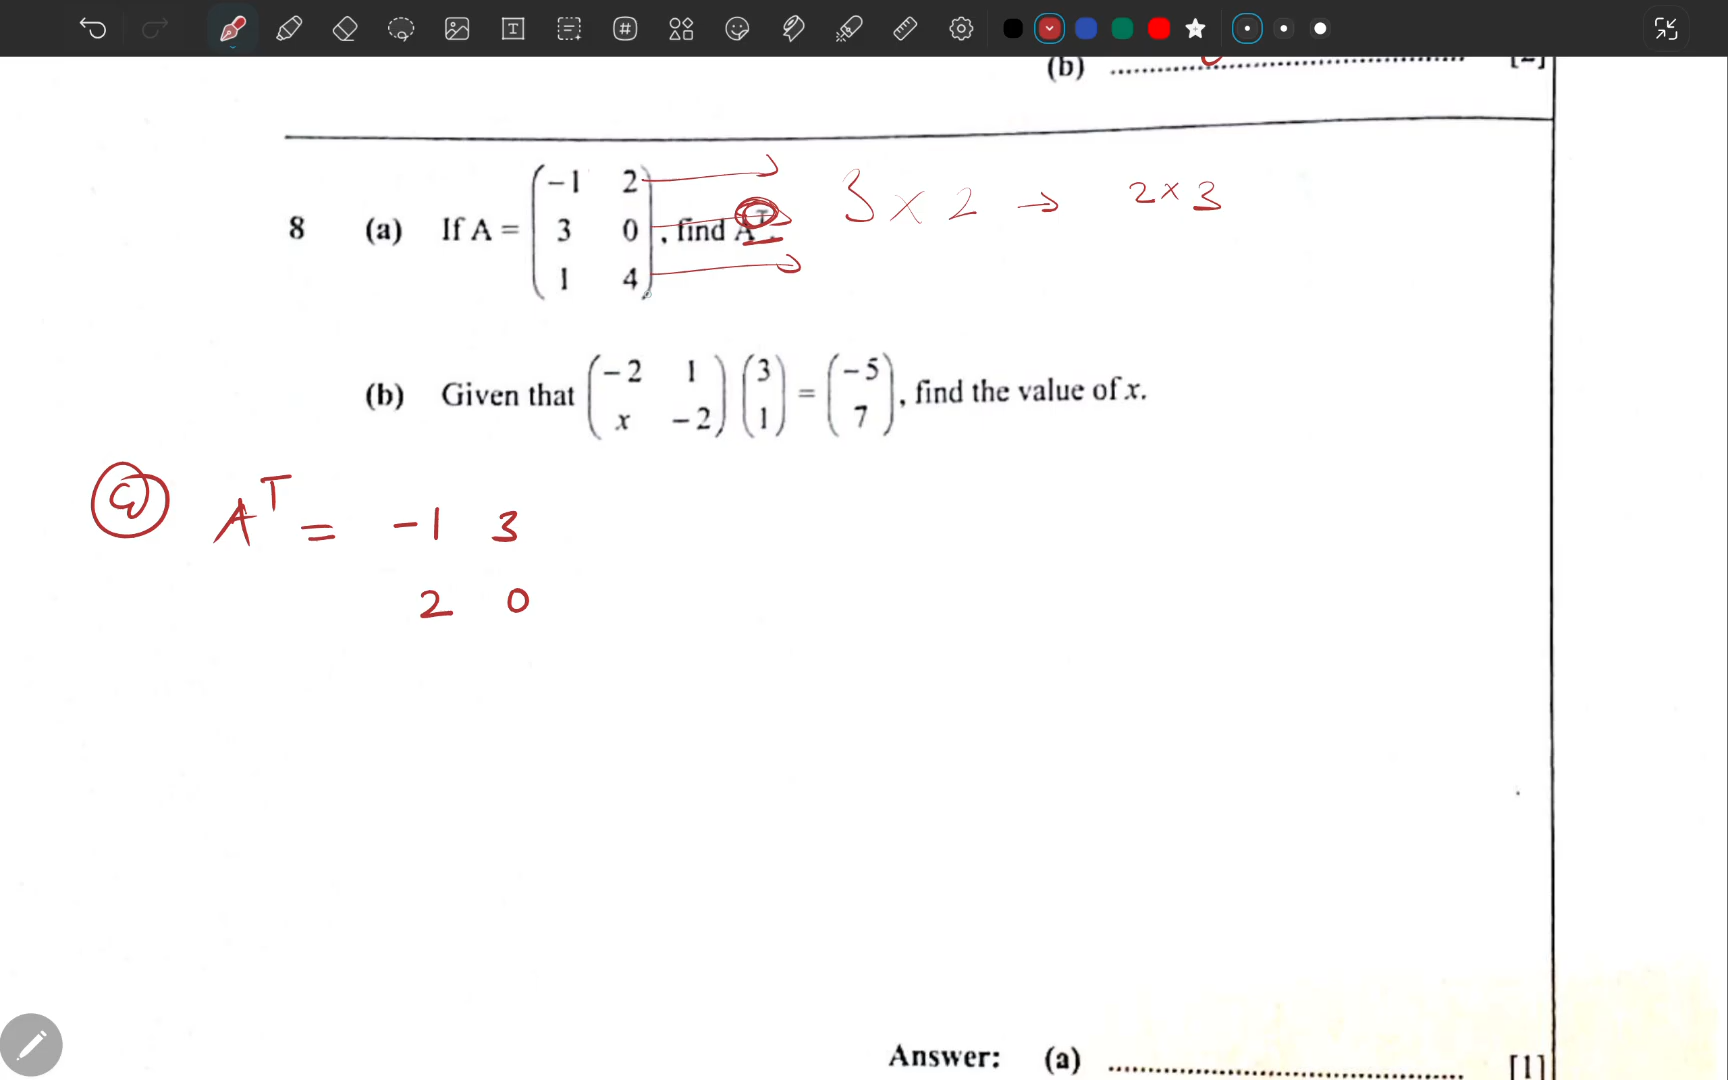 (b) ........................................ [2]
8 (a) If A = (-1 2 3 0 1 4), find Aᵀ. 3 × 2 → 2 × 3
(b) Given that (-2 1 x -2) (3 1) = (-5 7), find the value of x.
a Aᵀ = -1 3
2 0
Answer: (a) ........................................ [1]